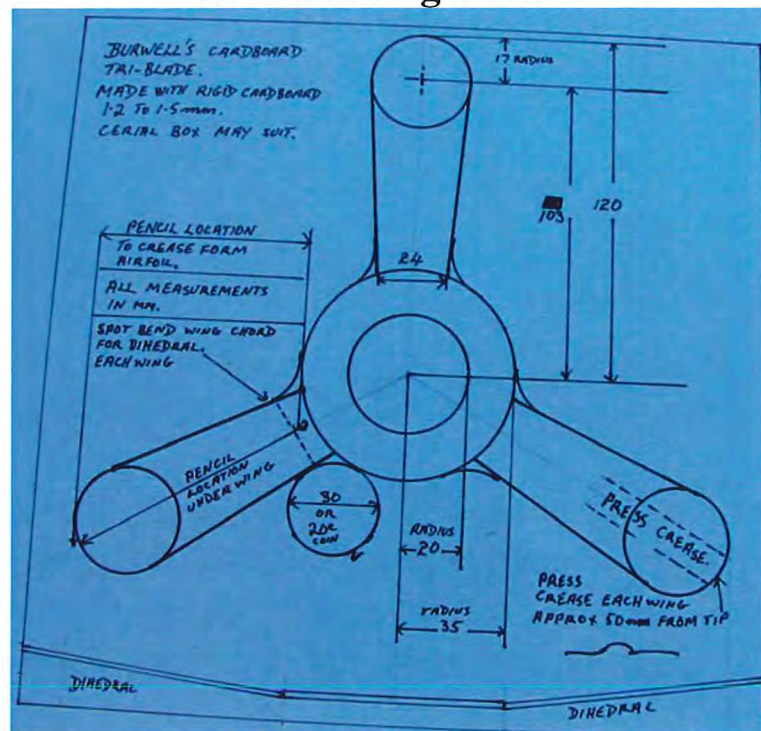 BURWELL'S CARDBOARD
TRI-BLADE.
MADE WITH RIGID CARDBOARD
1.2 TO 1.5mm.
CERIAL BOX MAY SUIT.
17 RADIUS
103
120
PENCIL LOCATION
TO CREASE FORM
AIRFOIL.
ALL MEASUREMENTS
IN MM.
SPOT BEND WING CHORD
FOR DIHEDRAL.
EACH WING
24
PENCIL
LOCATION
UNDER WING
30
OR
20c
COIN
RADIUS
20
RADIUS
35
PRESS CREASE.
PRESS
CREASE EACH WING
APPROX 50mm FROM TIP
DIHEDRAL
DIHEDRAL